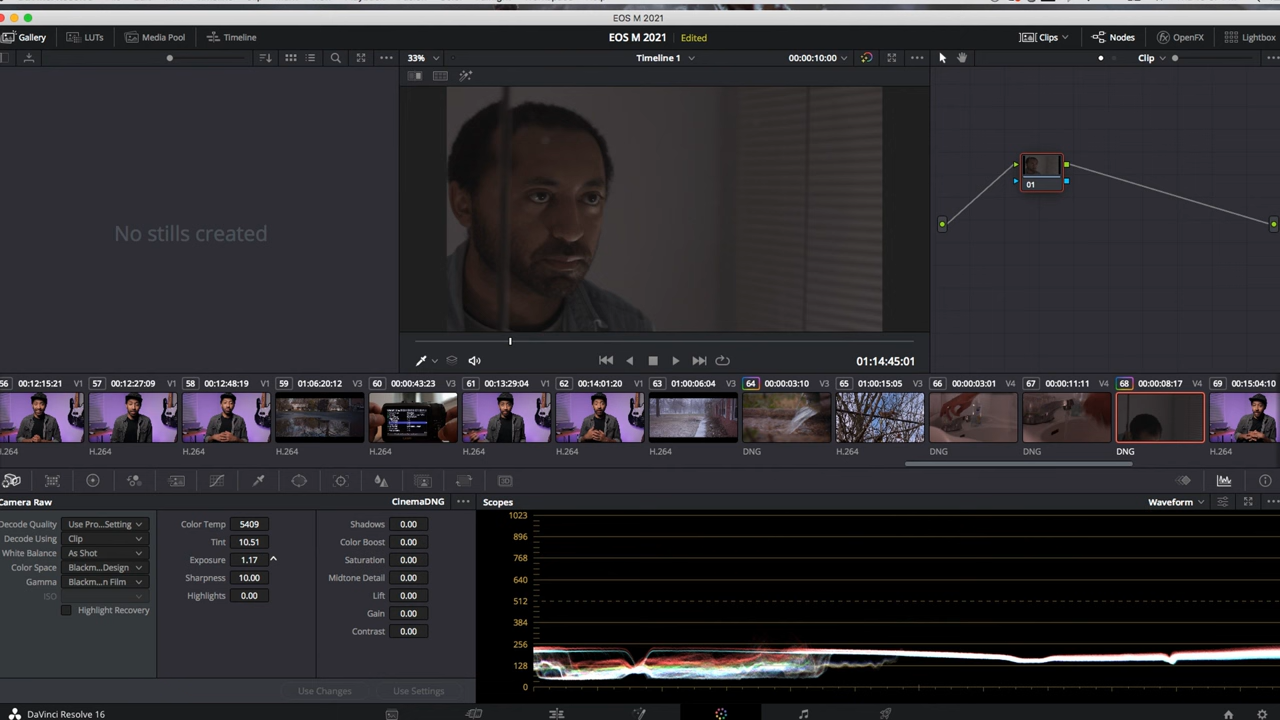 EOS M 2021
Gallery LUTs Media Pool Timeline EOS M 2021 Edited Clips Nodes OpenFX Lightbox
33% Timeline 1 00:00:10:00 Clip
No stills created
01
01:14:45:01
56 00:12:15:21 V1 57 00:12:27:09 V1 58 00:12:48:19 V1 59 01:06:20:12 V3 60 00:00:43:23 V3 61 00:13:29:04 V1 62 00:14:01:20 V1 63 01:00:06:04 V3 64 00:00:03:10 V3 65 00:15:05 V3 66 00:00:03:01 V4 67 00:00:11:11 V4 68 00:00:08:17 V4 69 15:04:10
H.264 H.264 H.264 H.264 H.264 H.264 H.264 DNG H.264 DNG DNG DNG H.264
Camera Raw CinemaDNG Scopes Waveform
Decode Quality Use Pro...Setting Color Temp 5409 Shadows 0.00
Decode Using Clip Tint 10.51 Color Boost 0.00
White Balance As Shot Exposure 1.17 Saturation 0.00
Color Space Blackm...Design Sharpness 10.00 Midtone Detail 0.00
Gamma Blackm...n Film Highlights 0.00 Lift 0.00
ISO
Highlight Recovery Gain 0.00
Contrast 0.00
Use Changes Use Settings
1023
896
768
640
512
384
256
128
0
DaVinci Resolve 16